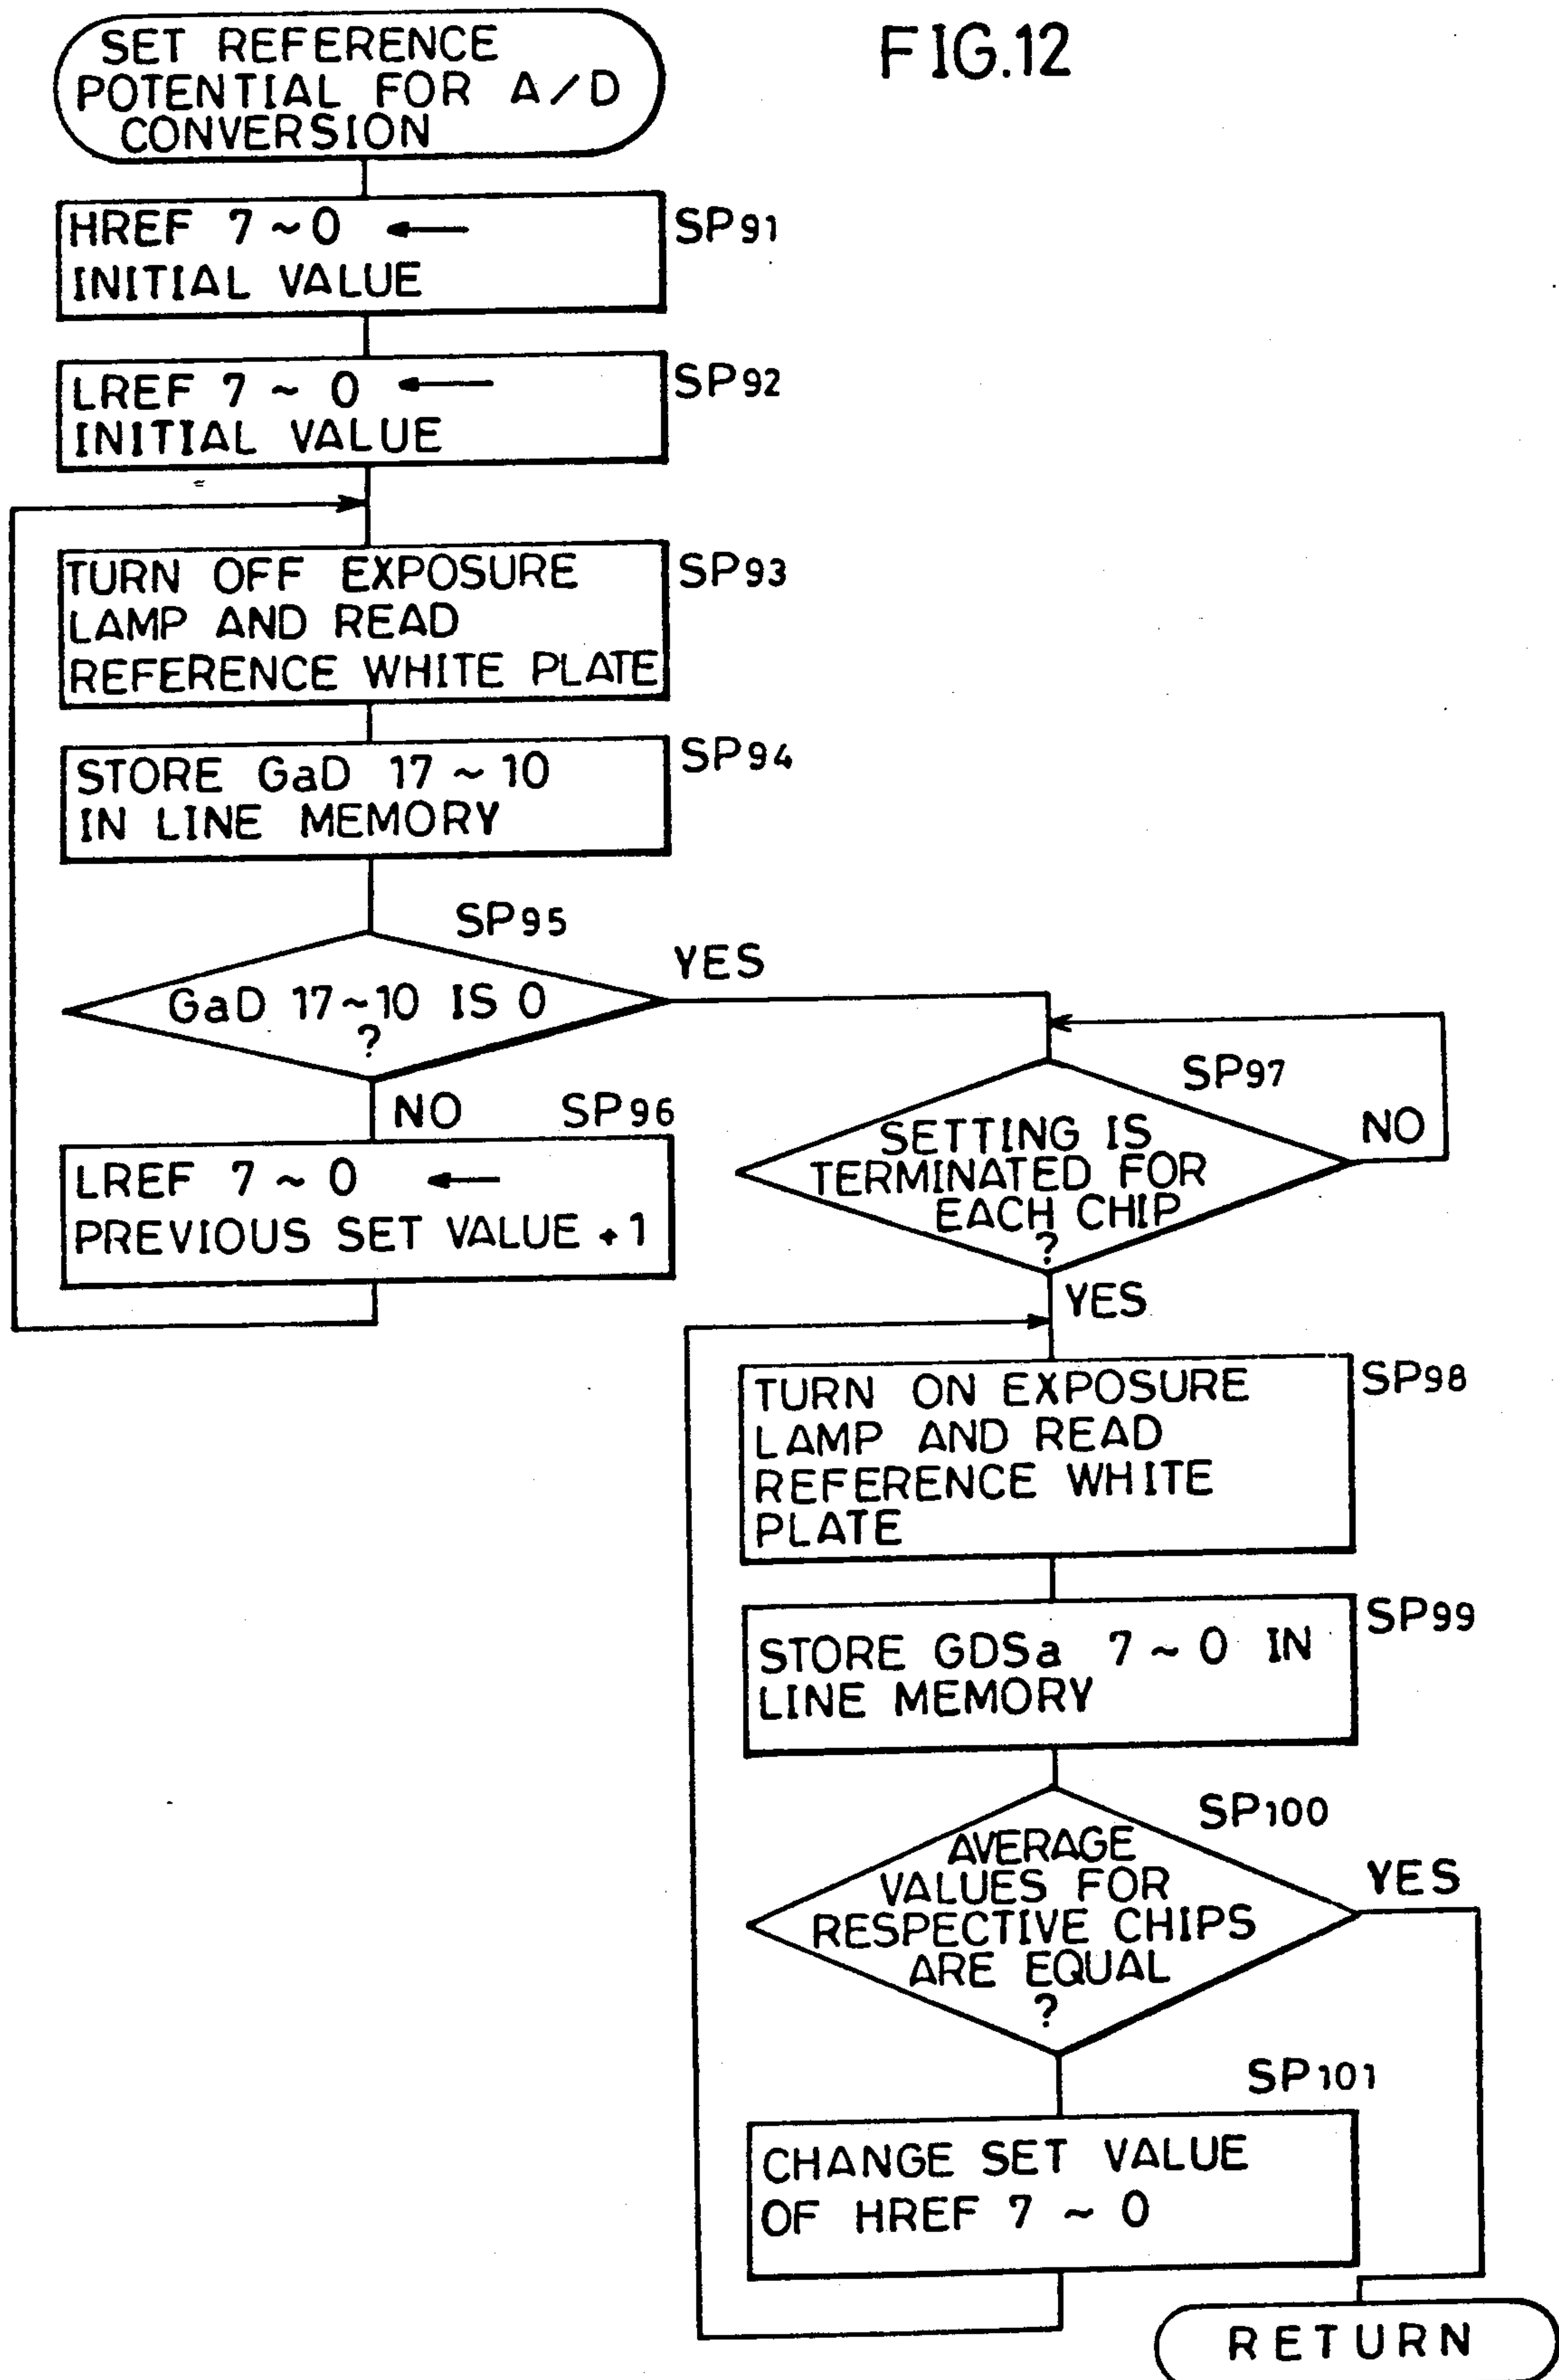 FIG.12
SET REFERENCE
POTENTIAL FOR A/D
CONVERSION
HREF 7~0 ←
INITIAL VALUE
SP91
LREF 7 ~ 0 ←
INITIAL VALUE
SP92
TURN OFF EXPOSURE
LAMP AND READ
REFERENCE WHITE PLATE
SP93
STORE GaD 17 ~ 10
IN LINE MEMORY
SP94
SP95
GaD 17~10 IS 0
?
YES
NO
SP96
LREF 7 ~ 0 ←
PREVIOUS SET VALUE +1
SP97
SETTING IS
TERMINATED FOR
EACH CHIP
?
NO
YES
TURN ON EXPOSURE
LAMP AND READ
REFERENCE WHITE
PLATE
SP98
STORE GDSa 7 ~ 0 IN
LINE MEMORY
SP99
SP100
AVERAGE
VALUES FOR
RESPECTIVE CHIPS
ARE EQUAL
?
YES
SP101
CHANGE SET VALUE
OF HREF 7 ~ 0
RETURN